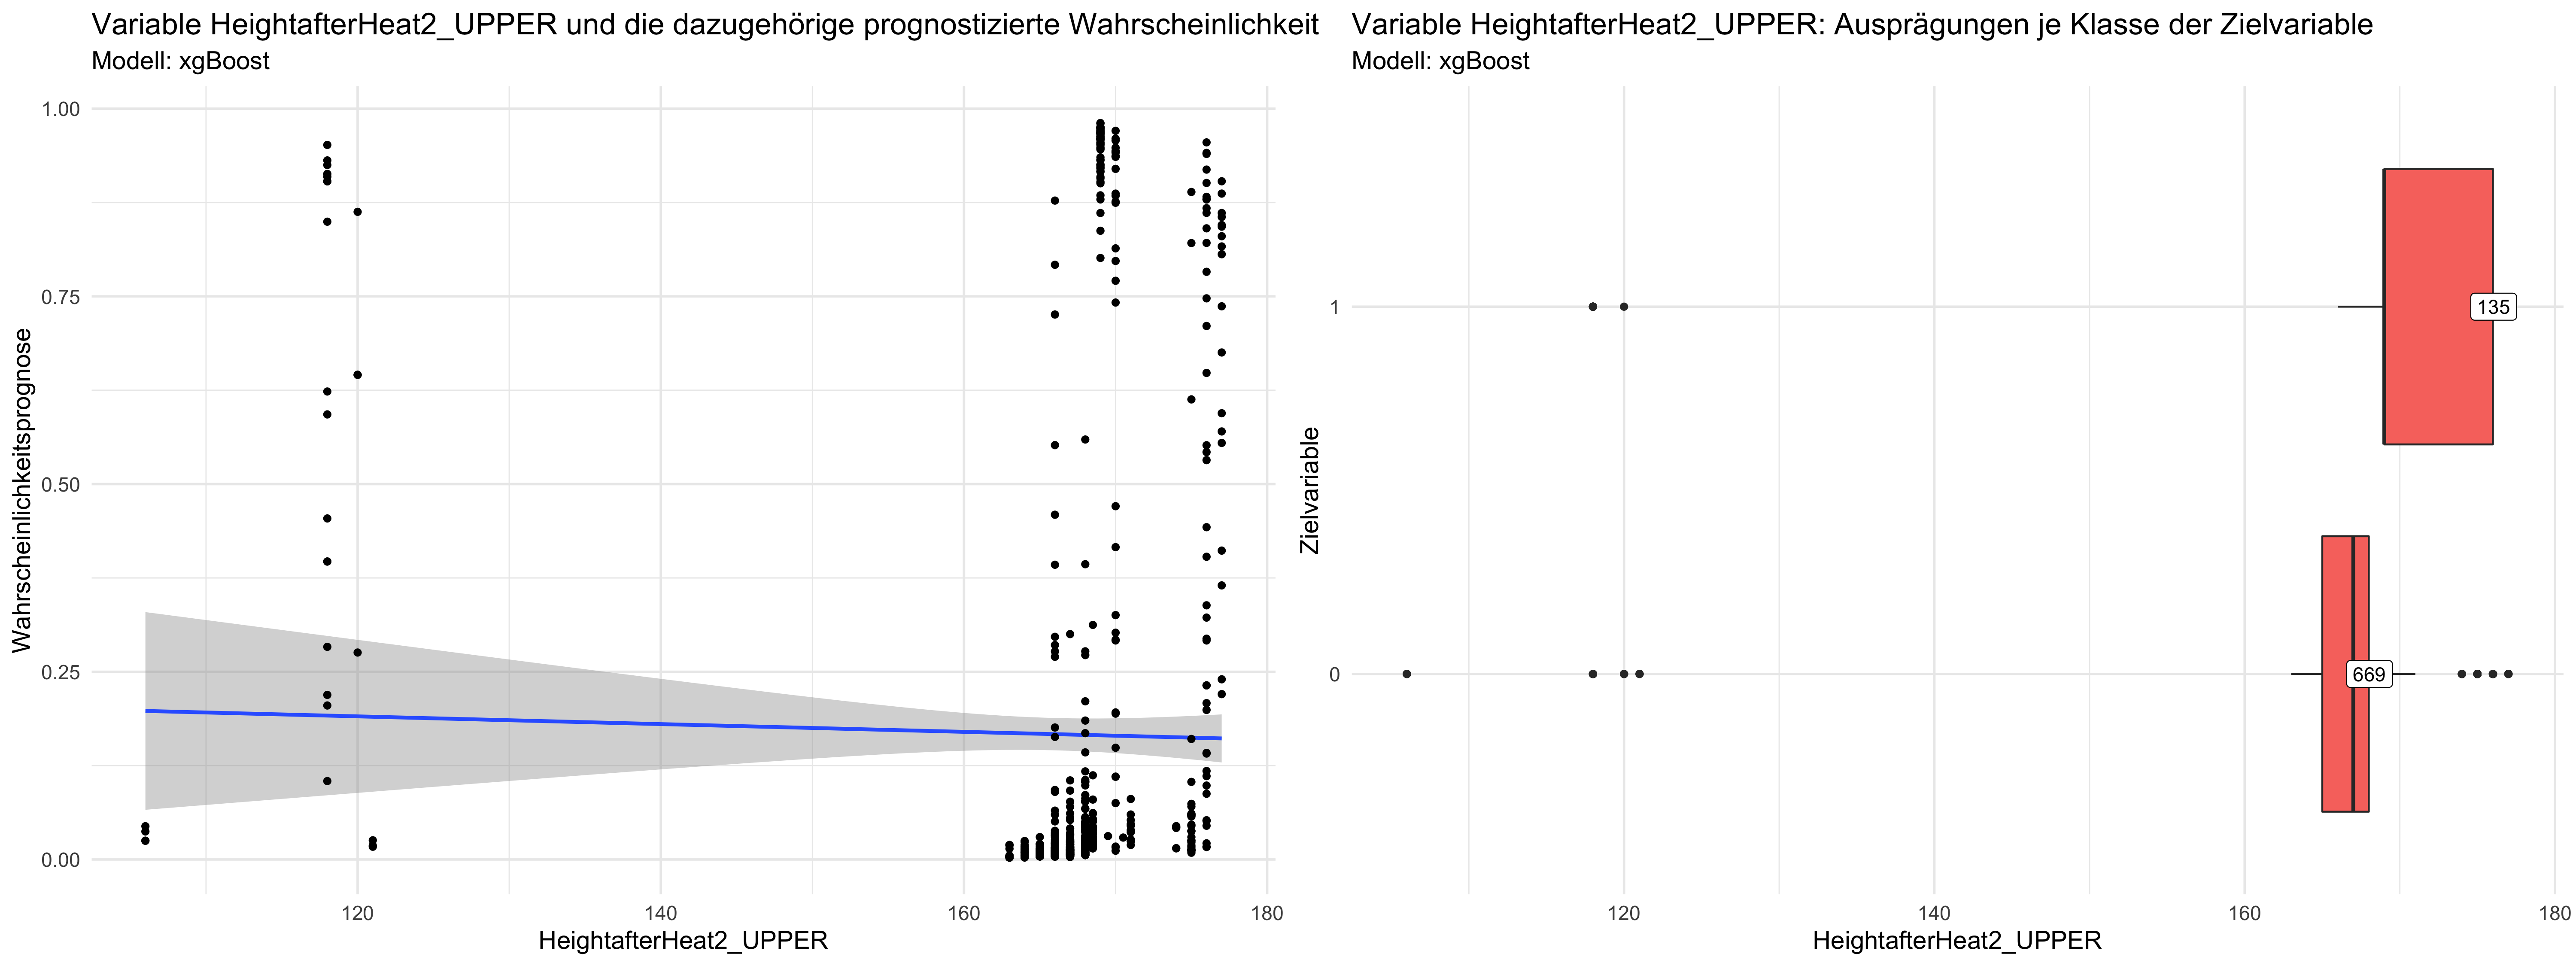 Variable HeightafterHeat2_UPPER und die dazugehörige prognostizierte Wahrscheinlichkeit
Modell: xgBoost
1.00
0.75
0.50
0.25
0.00
Wahrscheinlichkeitsprognose
120
140
160
180
HeightafterHeat2_UPPER
Variable HeightafterHeat2_UPPER: Ausprägungen je Klasse der Zielvariable
Modell: xgBoost
1
0
Zielvariable
135
669
120
140
160
180
HeightafterHeat2_UPPER